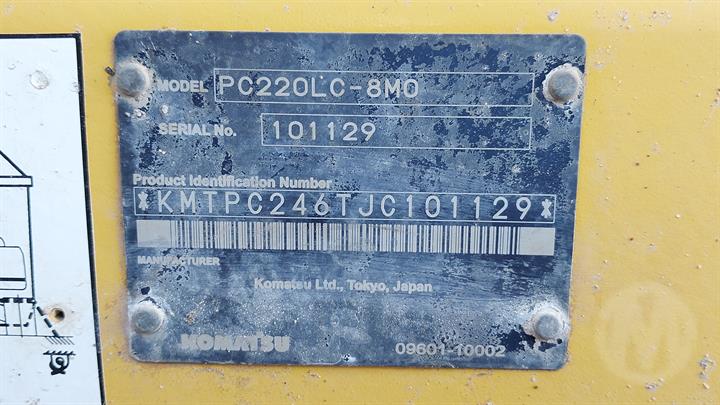 MODEL PC220LC-8M0
SERIAL No. 101129
Product Identification Number
*KMTPC246TJC101129*
MANUFACTURER
Komatsu Ltd., Tokyo, Japan
KOMATSU 09601-10002
M